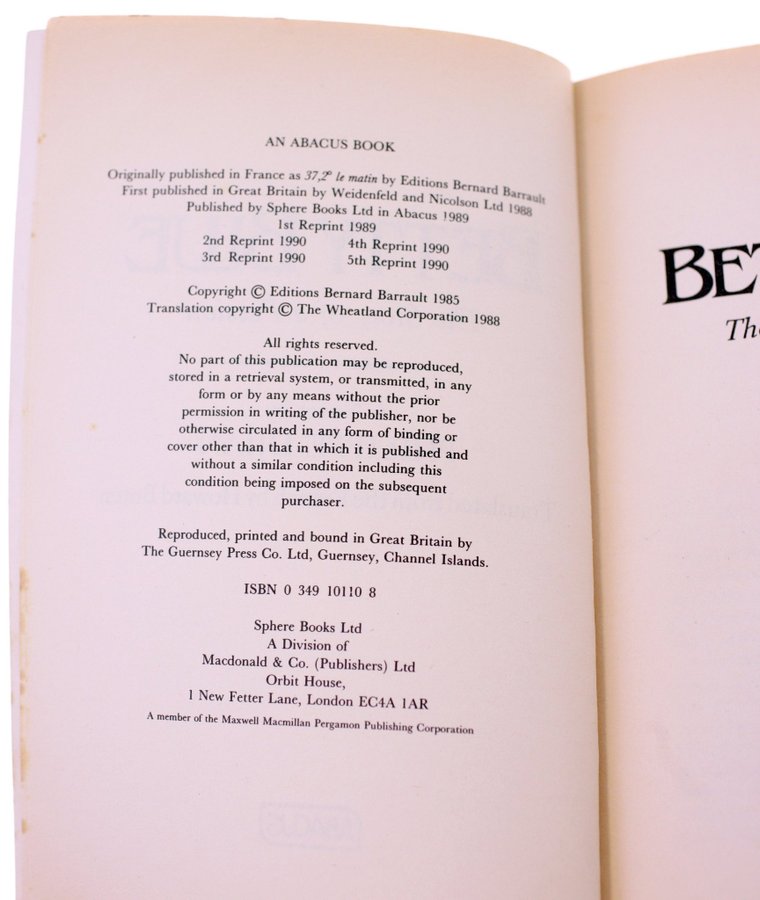 AN ABACUS BOOK
Originally published in France as 37,2° le matin by Editions Bernard Barrault
First published in Great Britain by Weidenfeld and Nicolson Ltd 1988
Published by Sphere Books Ltd in Abacus 1989
1st Reprint 1989
2nd Reprint 1990 4th Reprint 1990
3rd Reprint 1990 5th Reprint 1990
Copyright © Editions Bernard Barrault 1985
Translation copyright © The Wheatland Corporation 1988
All rights reserved.
No part of this publication may be reproduced,
stored in a retrieval system, or transmitted, in any
form or by any means without the prior
permission in writing of the publisher, nor be
otherwise circulated in any form of binding or
cover other than that in which it is published and
without a similar condition including this
condition being imposed on the subsequent
purchaser.
Reproduced, printed and bound in Great Britain by
The Guernsey Press Co. Ltd, Guernsey, Channel Islands.
ISBN 0 349 10110 8
Sphere Books Ltd
A Division of
Macdonald & Co. (Publishers) Ltd
Orbit House,
1 New Fetter Lane, London EC4A 1AR
A member of the Maxwell Macmillan Pergamon Publishing Corporation